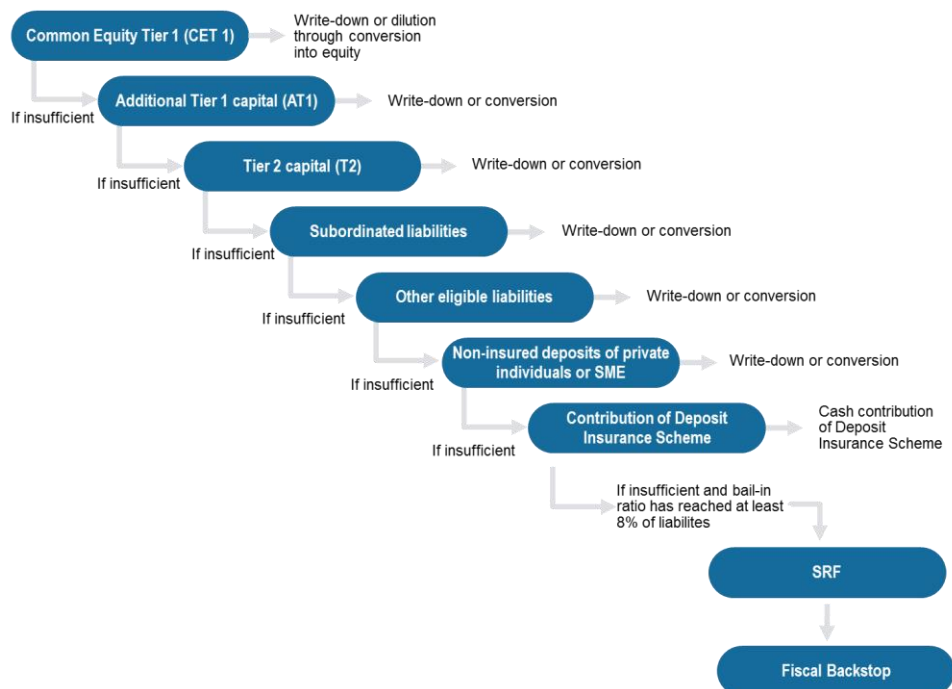 Common Equity Tier 1 (CET 1)
Write-down or dilution
through conversion
into equity
If insufficient
Additional Tier 1 capital (AT1)
Write-down or conversion
If insufficient
Tier 2 capital (T2)
Write-down or conversion
If insufficient
Subordinated liabilities
Write-down or conversion
If insufficient
Other eligible liabilities
Write-down or conversion
If insufficient
Non-insured deposits of private
individuals or SME
Write-down or conversion
If insufficient
Contribution of Deposit
Insurance Scheme
Cash contribution
of Deposit
Insurance Scheme
If insufficient and bail-in
ratio has reached at least
8% of liabilites
SRF
Fiscal Backstop